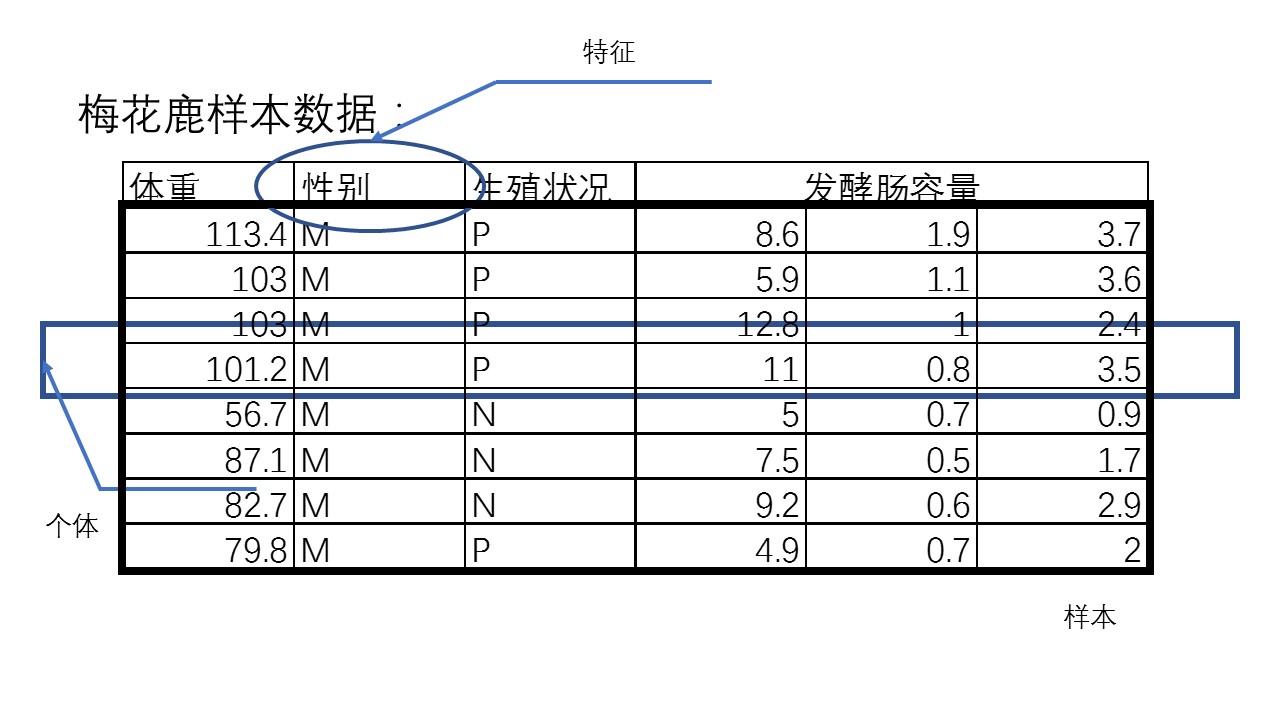 特征
梅花鹿样本数据：
体重 性别 生殖状况 发酵肠容量
113.4 M P 8.6 1.9 3.7
103 M P 5.9 1.1 3.6
103 M P 12.8 1 2.4
101.2 M P 11 0.8 3.5
56.7 M N 5 0.7 0.9
87.1 M N 7.5 0.5 1.7
82.7 M N 9.2 0.6 2.9
79.8 M P 4.9 0.7 2
个体
样本